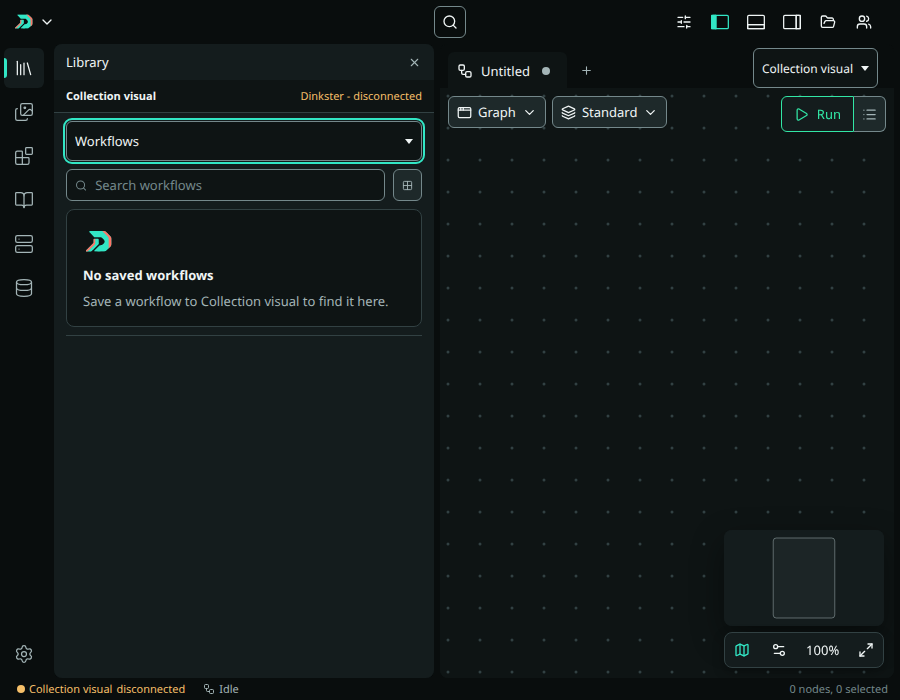 Library
Collection visual
Dinkster - disconnected
Workflows
Search workflows
No saved workflows
Save a workflow to Collection visual to find it here.
Untitled
Collection visual
Graph
Standard
Run
100%
Collection visual disconnected
Idle
0 nodes, 0 selected